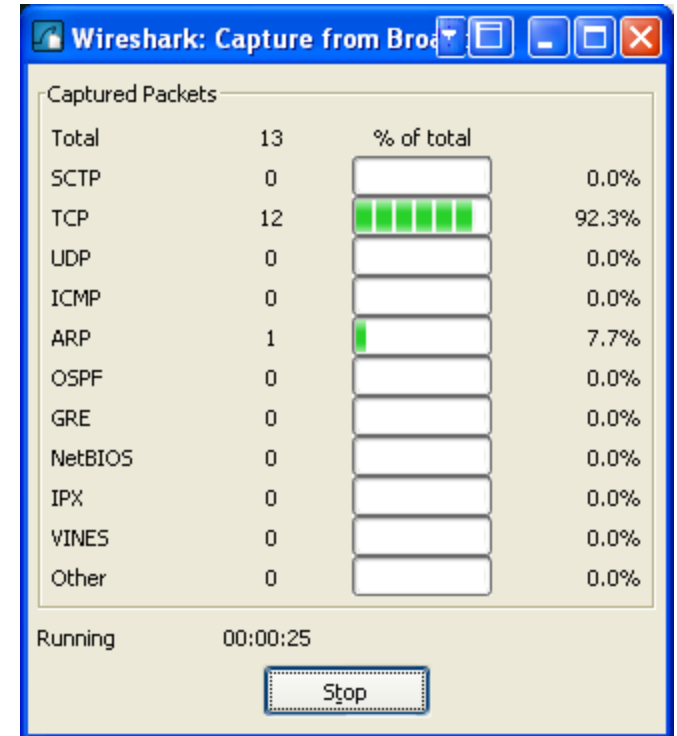 Wireshark: Capture from Broa
Captured Packets
Total 13 % of total
SCTP 0 0.0%
TCP 12 92.3%
UDP 0 0.0%
ICMP 0 0.0%
ARP 1 7.7%
OSPF 0 0.0%
GRE 0 0.0%
NetBIOS 0 0.0%
IPX 0 0.0%
VINES 0 0.0%
Other 0 0.0%
Running 00:00:25
Stop